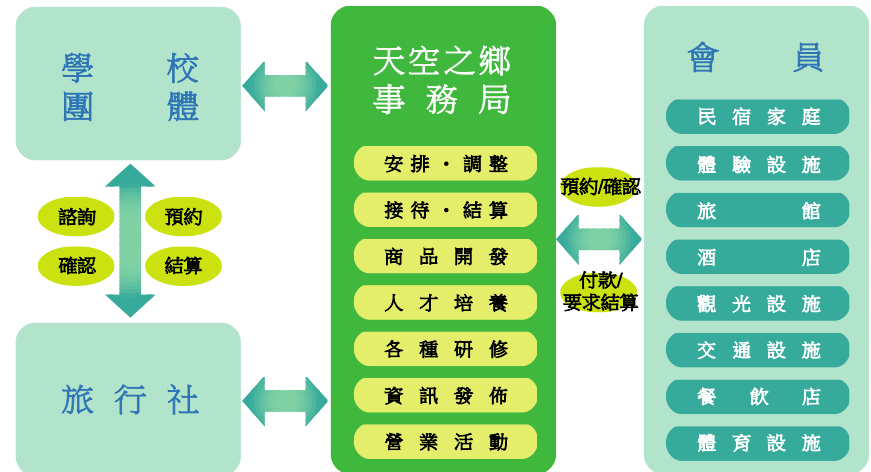 學校
團體
諮詢
預約
確認
結算
旅行社
天空之鄉
事務局
安排・調整
接待・結算
商品開發
人才培養
各種研修
資訊發佈
營業活動
預約/確認
付款/
要求結算
會員
民宿家庭
體驗設施
旅館
酒店
觀光設施
交通設施
餐飲店
體育設施